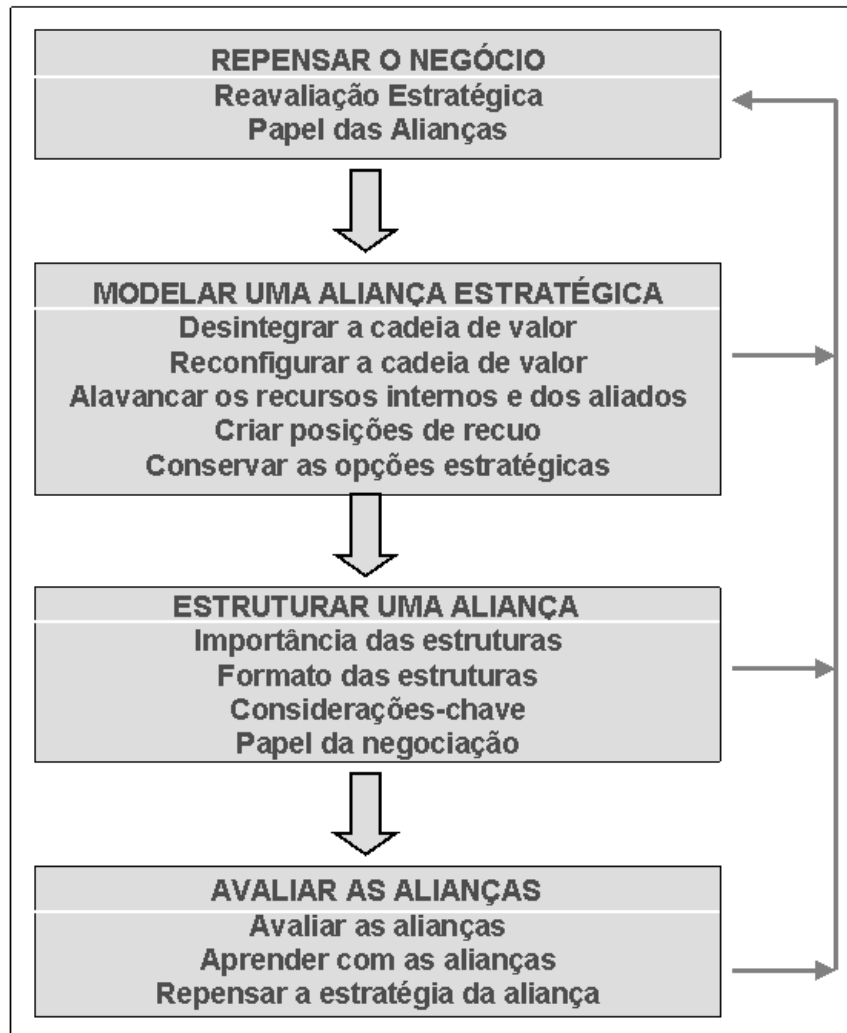 REPENSAR O NEGÓCIO
Reavaliação Estratégica
Papel das Alianças
MODELAR UMA ALIANÇA ESTRATÉGICA
Desintegrar a cadeia de valor
Reconfigurar a cadeia de valor
Alavancar os recursos internos e dos aliados
Criar posições de recuo
Conservar as opções estratégicas
ESTRUTURAR UMA ALIANÇA
Importância das estruturas
Formato das estruturas
Considerações-chave
Papel da negociação
AVALIAR AS ALIANÇAS
Avaliar as alianças
Aprender com as alianças
Repensar a estratégia da aliança